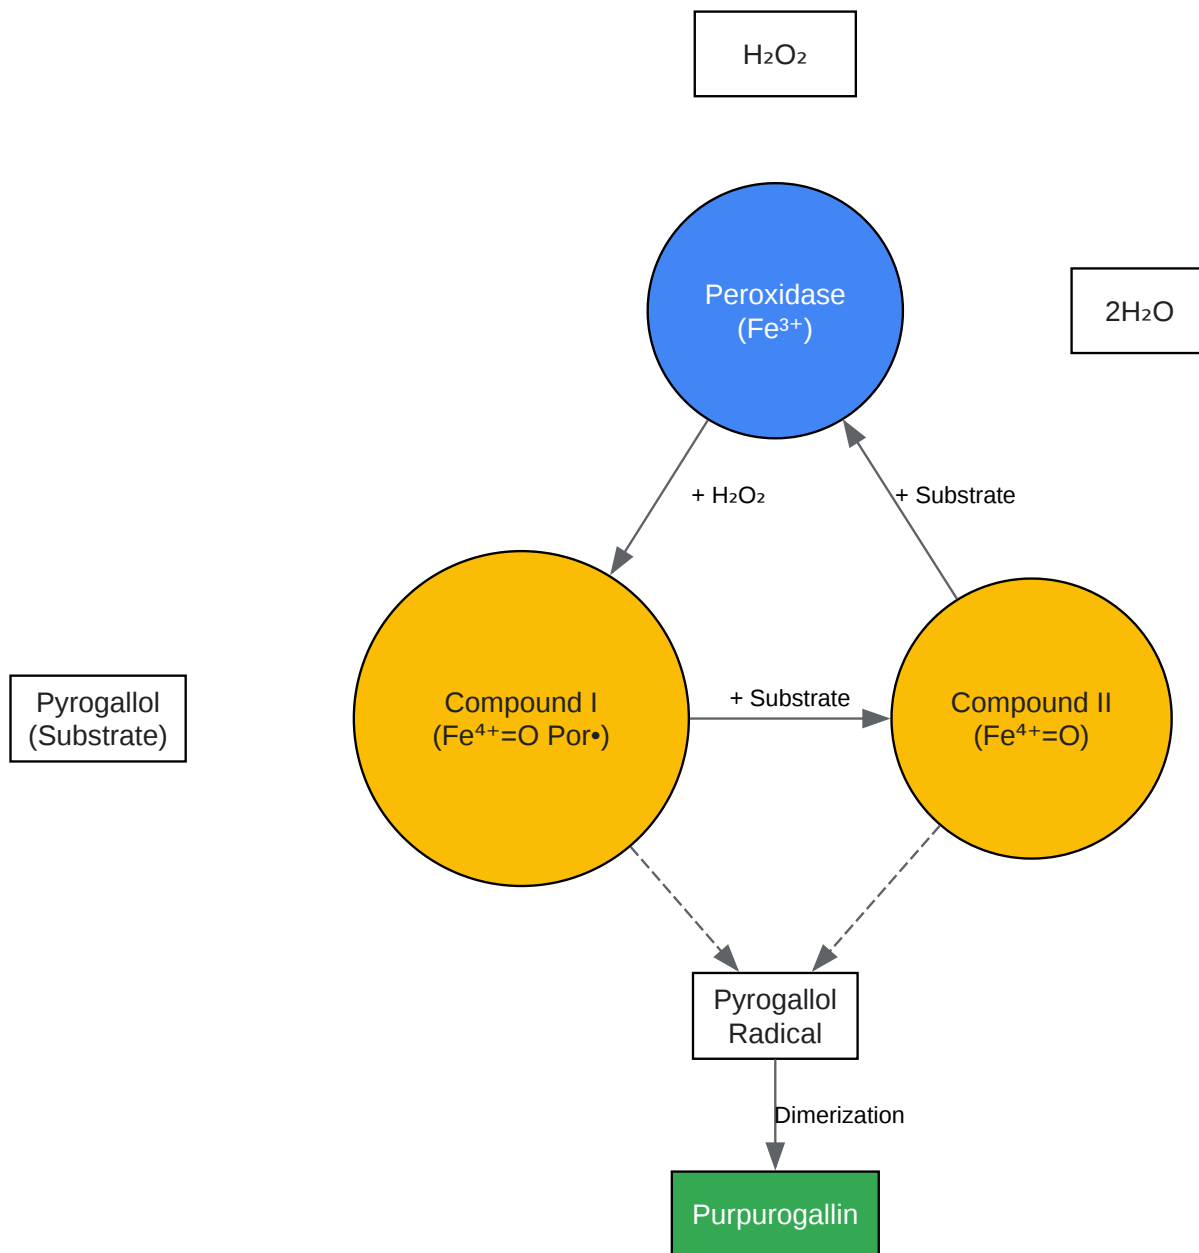 H₂O₂
Peroxidase
(Fe³⁺)
2H₂O
+ H₂O₂
+ Substrate
Pyrogallol
(Substrate)
Compound I
(Fe⁴⁺=O Por•)
+ Substrate
Compound II
(Fe⁴⁺=O)
Pyrogallol
Radical
Dimerization
Purpurogallin